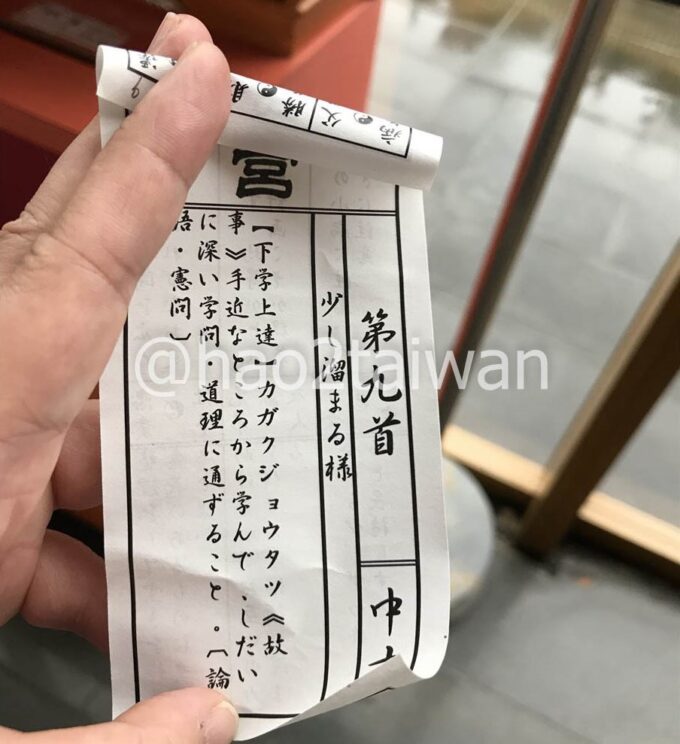 宮
第九首
中
少し溜まる様
【下学上達】カガクジョウタツ《故
事》手近なところから学んで、しだい
に深い学問・道理に通ずること。〔論
語・憲問〕
病 父
勝
@hao2taiwan